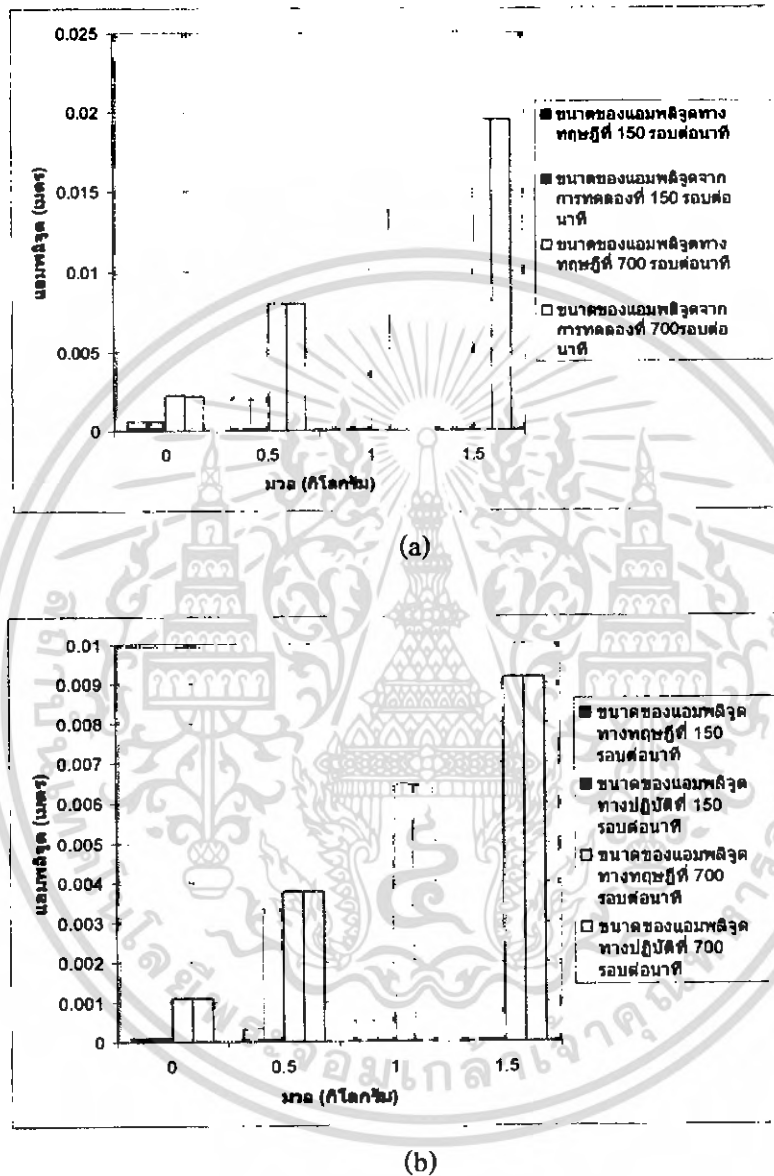 0.025
0.02
0.015
0.01
0.005
0
แอมพลิจูด (เมตร)
0 0.5 1 1.5
มวล (กิโลกรัม)
ขนาดของแอมพลิจูดทาง
ทฤษฎีที่ 150 รอบต่อนาที
ขนาดของแอมพลิจูดจาก
การทดลองที่ 150 รอบต่อ
นาที
ขนาดของแอมพลิจูดทาง
ทฤษฎีที่ 700 รอบต่อนาที
ขนาดของแอมพลิจูดจาก
การทดลองที่ 700รอบต่อ
นาที
(a)
0.01
0.009
0.008
0.007
0.006
0.005
0.004
0.003
0.002
0.001
0
แอมพลิจูด (เมตร)
0 0.5 1 1.5
มวล (กิโลกรัม)
ขนาดของแอมพลิจูด
ทางทฤษฎีที่ 150
รอบต่อนาที
ขนาดของแอมพลิจูด
ทางปฏิบัติที่ 150
รอบต่อนาที
ขนาดของแอมพลิจูด
ทางทฤษฎีที่ 700
รอบต่อนาที
ขนาดของแอมพลิจูด
ทางปฏิบัติที่ 700
รอบต่อนาที
(b)